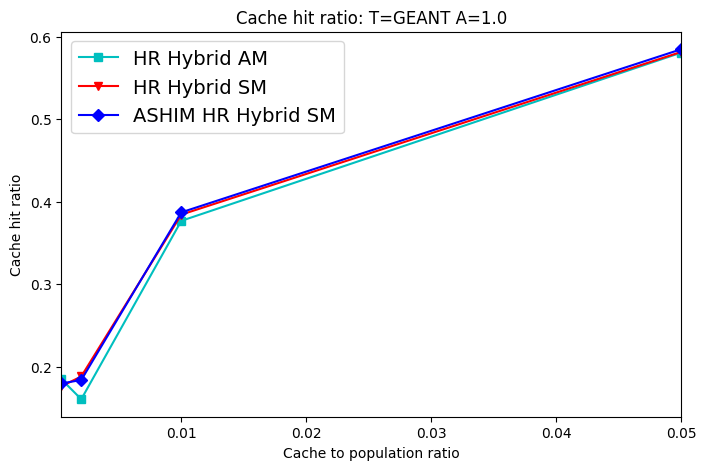 Cache hit ratio: T=GEANT A=1.0
HR Hybrid AM
HR Hybrid SM
ASHIM HR Hybrid SM
Cache hit ratio
0.6
0.5
0.4
0.3
0.2
0.01 0.02 0.03 0.04 0.05
Cache to population ratio